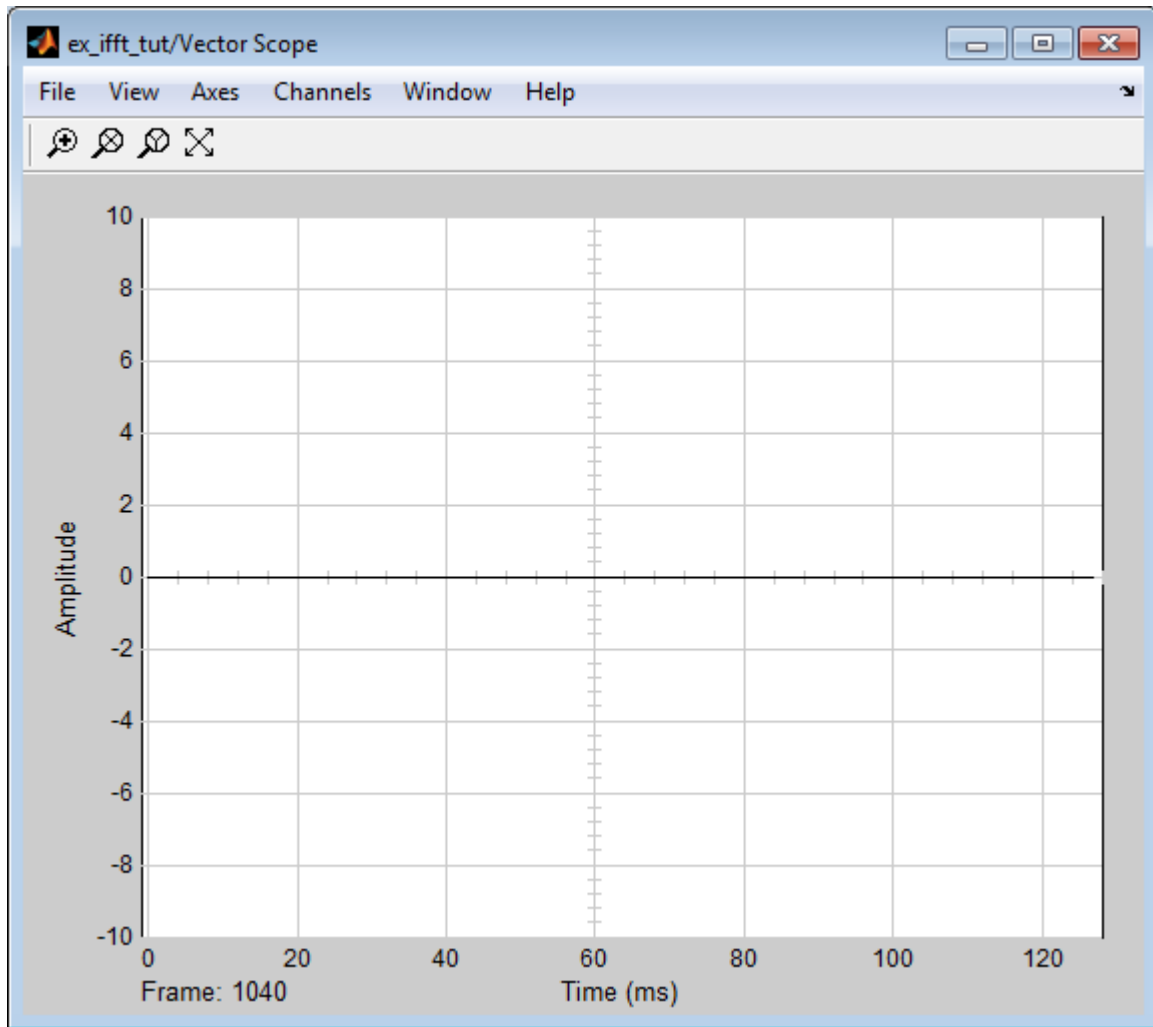 ex_ifft_tut/Vector Scope
File View Axes Channels Window Help
10
8
6
4
2
0
-2
-4
-6
-8
-10
Amplitude
0 20 40 60 80 100 120
Frame: 1040 Time (ms)